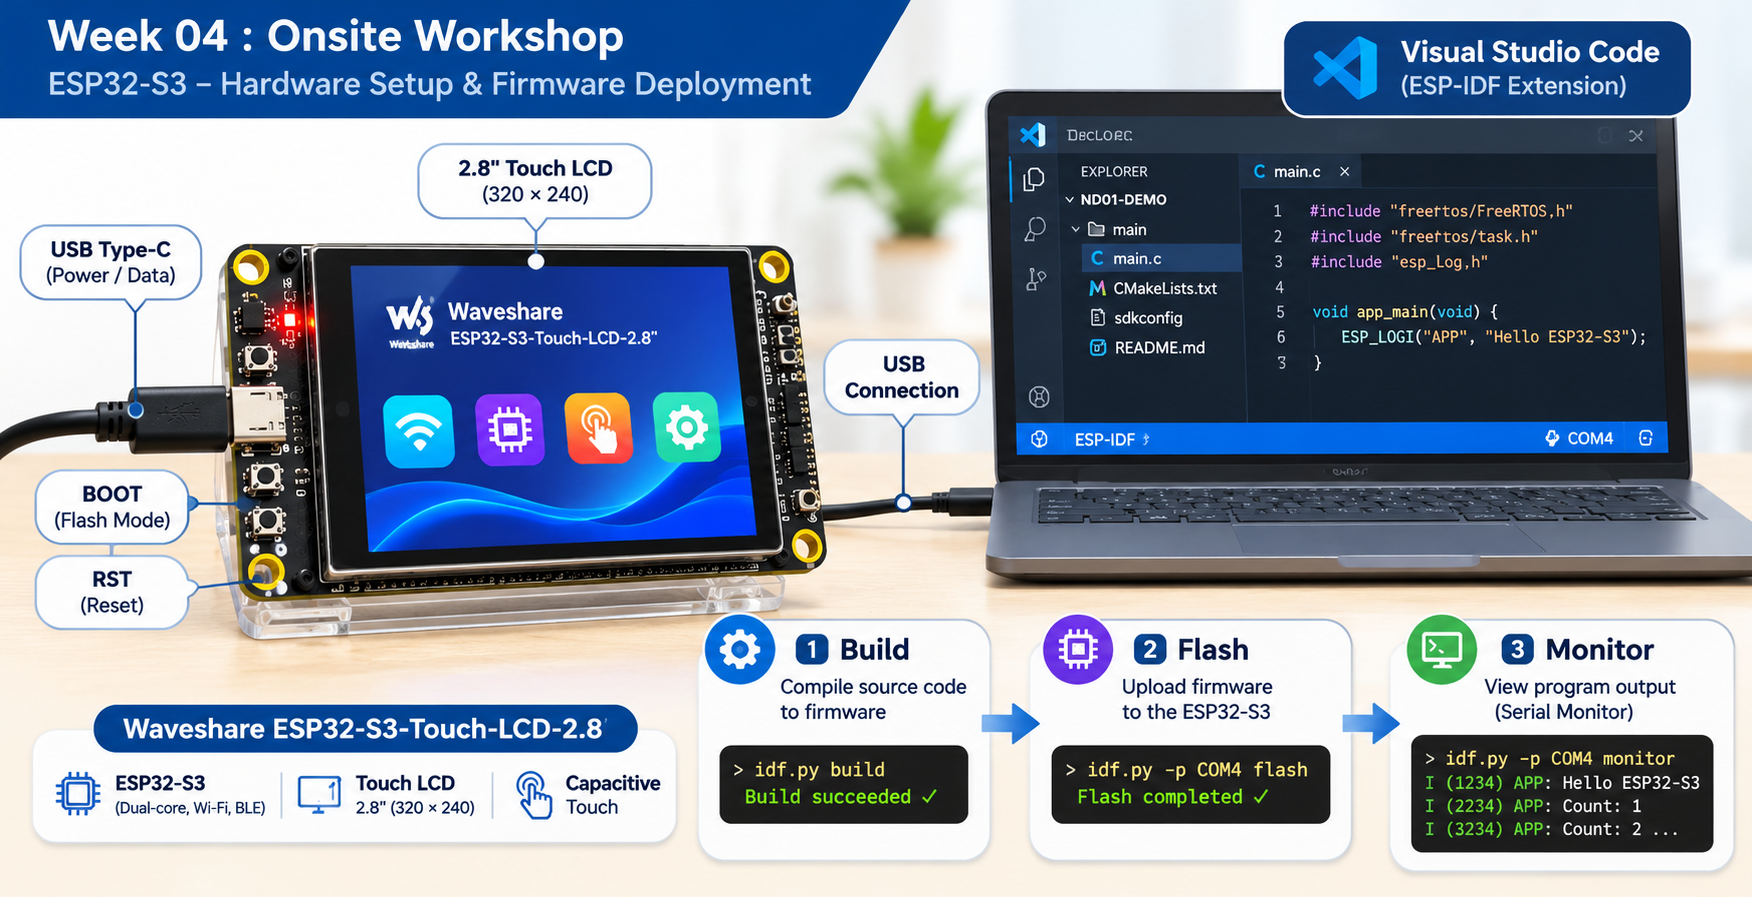 Week 04 : Onsite Workshop
ESP32-S3 – Hardware Setup & Firmware Deployment
Visual Studio Code
(ESP-IDF Extension)
2.8" Touch LCD
(320 × 240)
USB Type-C
(Power / Data)
Waveshare
ESP32-S3-Touch-LCD-2.8"
USB
Connection
BOOT
(Flash Mode)
RST
(Reset)
EXPLORER
ND01-DEMO
main
C main.c
CMakeLists.txt
sdkconfig
README.md
C main.c ×
1 #include "freertos/FreeRTOS,h"
2 #include "freertos/task.h"
3 #include "esp_Log,h"
4
5 void app_main(void) {
6 ESP_LOGI("APP", "Hello ESP32-S3");
3 }
ESP-IDF
COM4
Waveshare ESP32-S3-Touch-LCD-2.8'
ESP32-S3
(Dual-core, Wi-Fi, BLE)
Touch LCD
2.8" (320 × 240)
Capacitive
Touch
1 Build
Compile source code
to firmware
> idf.py build
Build succeeded ✓
2 Flash
Upload firmware
to the ESP32-S3
> idf.py -p COM4 flash
Flash completed ✓
3 Monitor
View program output
(Serial Monitor)
> idf.py -p COM4 monitor
I (1234) APP: Hello ESP32-S3
I (2234) APP: Count: 1
I (3234) APP: Count: 2 ...